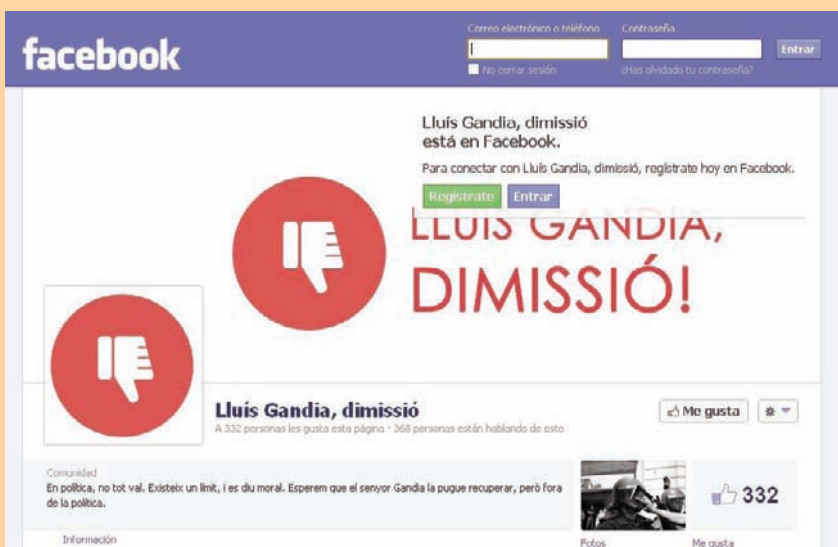 facebook
Correo electrónico o teléfono
Contraseña
Entrar
No cerrar sesión
¿Has olvidado tu contraseña?
Lluís Gandia, dimissió
está en Facebook.
Para conectar con Lluís Gandia, dimissió, regístrate hoy en Facebook.
Regístrate
Entrar
LLUÍS GANDIA,
DIMISSIÓ!
Lluís Gandia, dimissió
A 332 personas les gusta esta página · 368 personas están hablando de esto
Me gusta
Comunidad
En política, no tot val. Existeix un límit, i es diu moral. Esperem que el senyor Gandia la pugue recuperar, però fora
de la política.
332
Información
Fotos
Me gusta